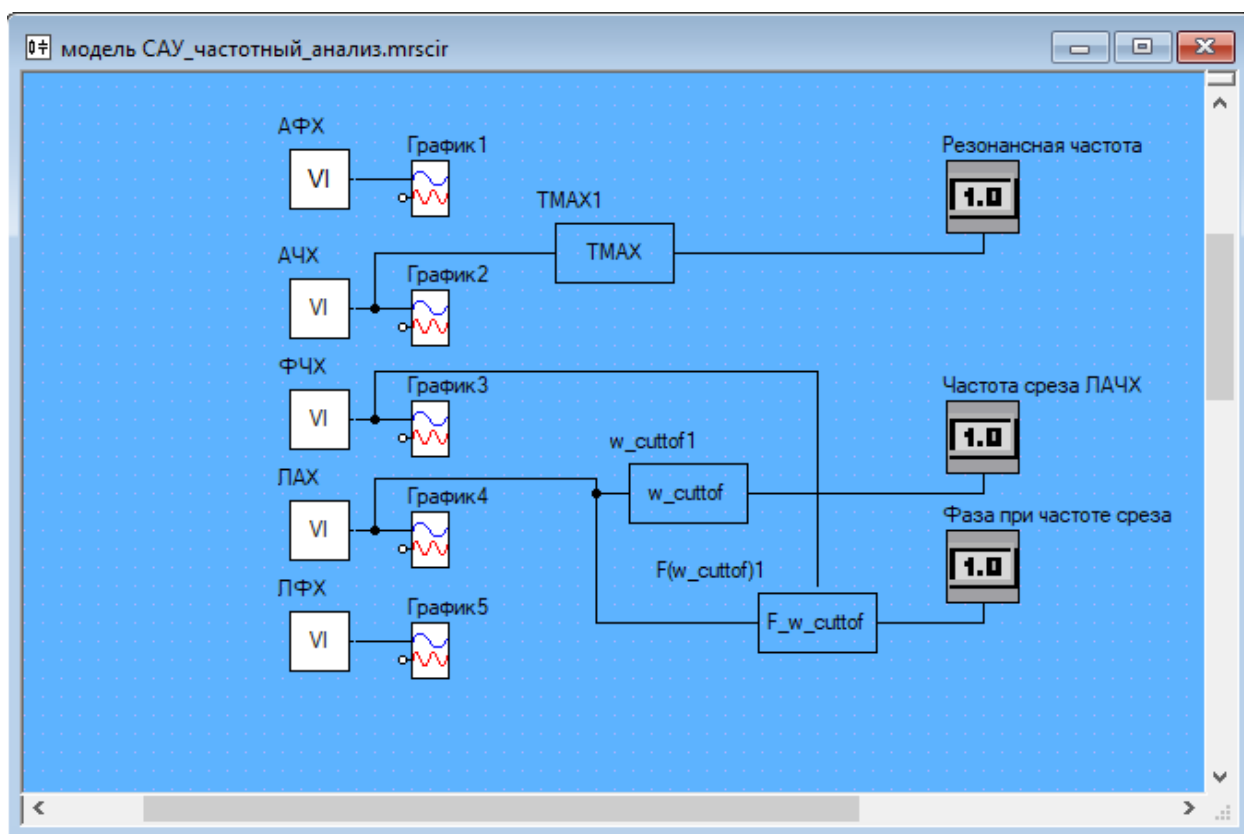 модель САУ_частотный_анализ.mrscir
АФХ
VI
График1
Резонансная частота
1.0
TMAX1
TMAX
АЧХ
VI
График2
ФЧХ
VI
График3
Частота среза ЛАЧХ
1.0
w_cuttof1
w_cuttof
ЛАХ
VI
График4
Фаза при частоте среза
1.0
F(w_cuttof)1
F_w_cuttof
ЛФХ
VI
График5